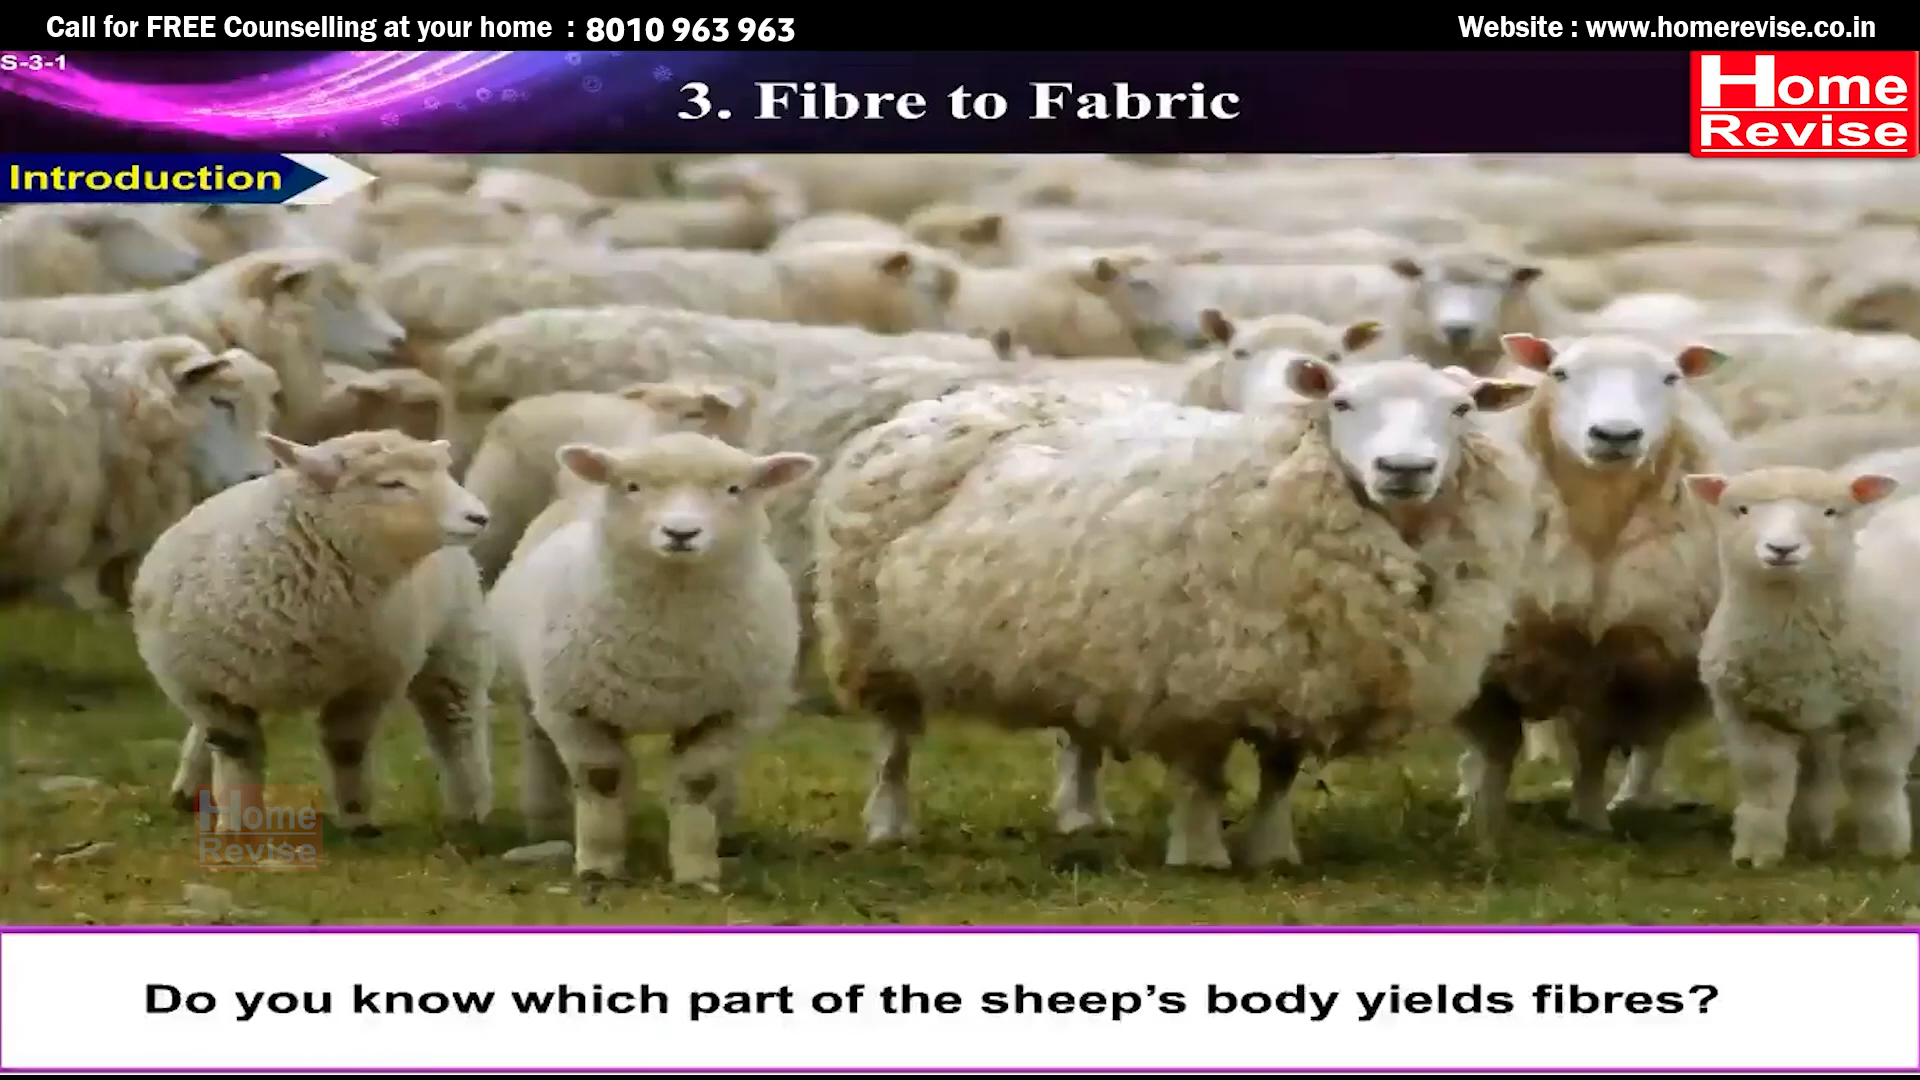 Call for FREE Counselling at your home : 8010 963 963
Website : www.homerevise.co.in
S-3-1
3. Fibre to Fabric
Home
Revise
Introduction
Home
Revise
Do you know which part of the sheep’s body yields fibres?